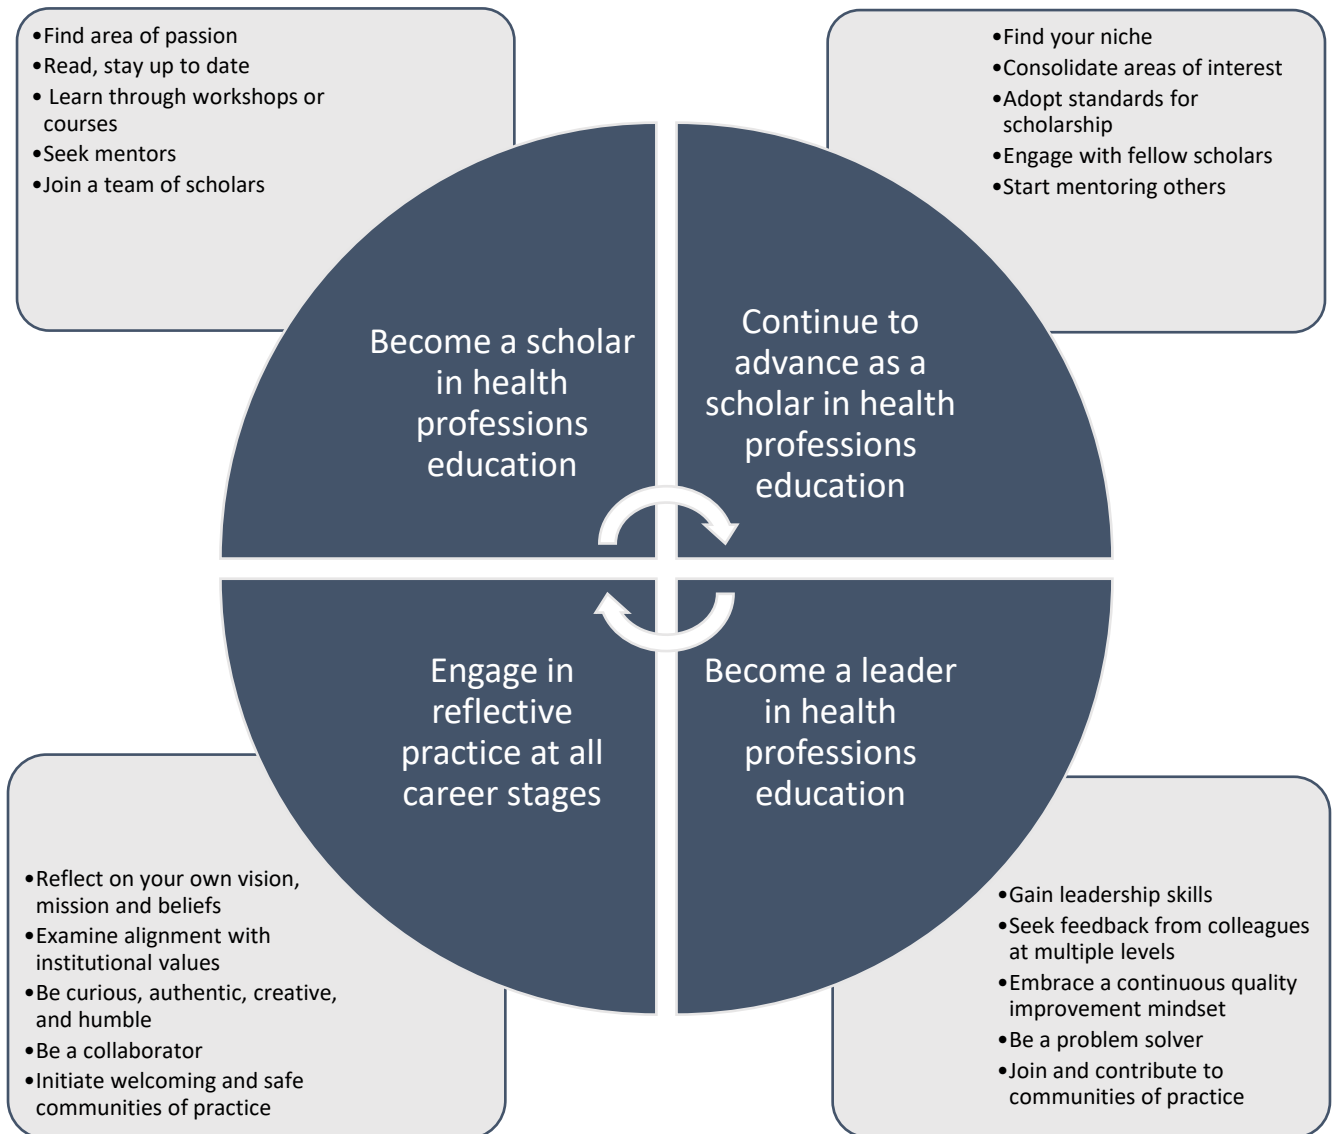 •Find area of passion
•Read, stay up to date
• Learn through workshops or
courses
•Seek mentors
•Join a team of scholars
•Find your niche
•Consolidate areas of interest
•Adopt standards for
scholarship
•Engage with fellow scholars
•Start mentoring others
Become a scholar
in health
professions
education
Continue to
advance as a
scholar in health
professions
education
Engage in
reflective
practice at all
career stages
Become a leader
in health
professions
education
•Reflect on your own vision,
mission and beliefs
•Examine alignment with
institutional values
•Be curious, authentic, creative,
and humble
•Be a collaborator
•Initiate welcoming and safe
communities of practice
•Gain leadership skills
•Seek feedback from colleagues
at multiple levels
•Embrace a continuous quality
improvement mindset
•Be a problem solver
•Join and contribute to
communities of practice